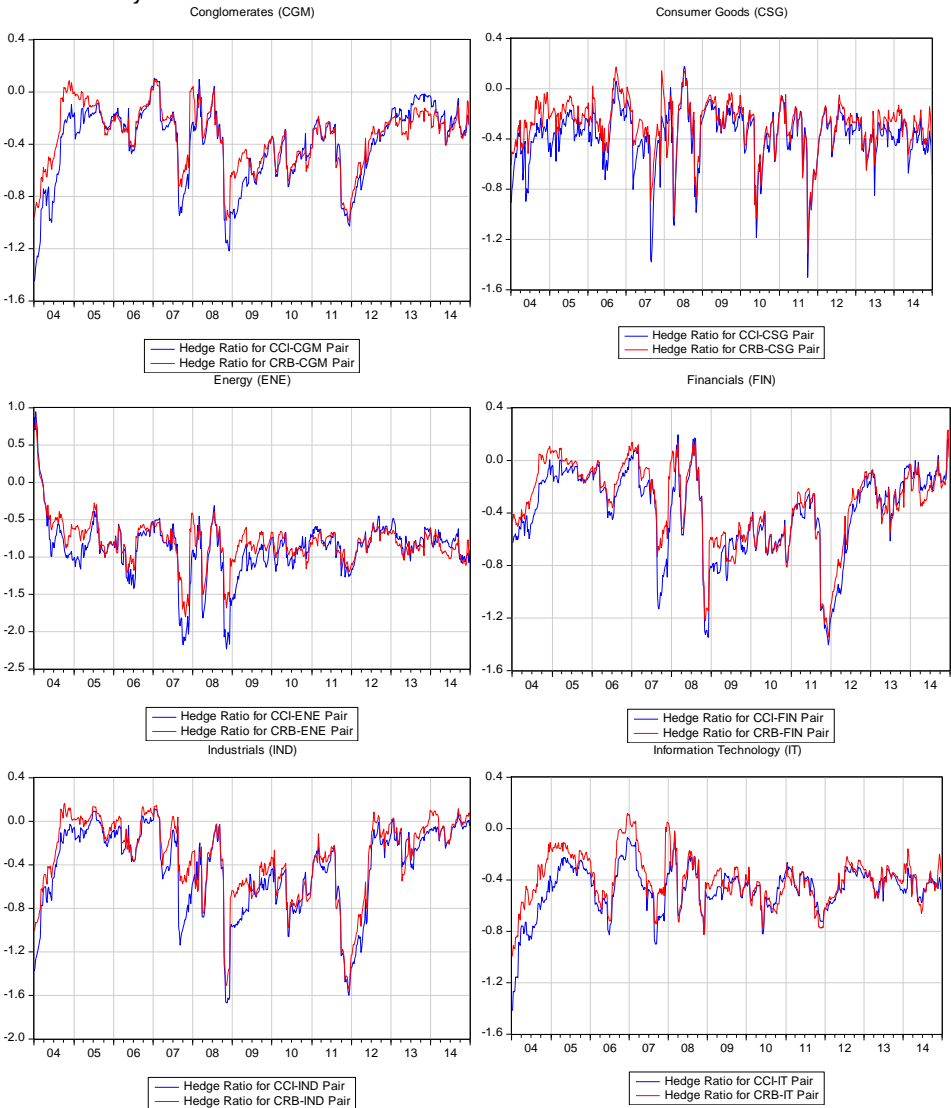 Conglomerates (CGM)
0.4
0.0
-0.4
-0.8
-1.2
-1.6
04 05 06 07 08 09 10 11 12 13 14
Hedge Ratio for CCI-CGM Pair
Hedge Ratio for CRB-CGM Pair
Consumer Goods (CSG)
0.4
0.0
-0.4
-0.8
-1.2
-1.6
04 05 06 07 08 09 10 11 12 13 14
Hedge Ratio for CCI-CSG Pair
Hedge Ratio for CRB-CSG Pair
Energy (ENE)
1.0
0.5
0.0
-0.5
-1.0
-1.5
-2.0
-2.5
04 05 06 07 08 09 10 11 12 13 14
Hedge Ratio for CCI-ENE Pair
Hedge Ratio for CRB-ENE Pair
Financials (FIN)
0.4
0.0
-0.4
-0.8
-1.2
-1.6
04 05 06 07 08 09 10 11 12 13 14
Hedge Ratio for CCI-FIN Pair
Hedge Ratio for CRB-FIN Pair
Industrials (IND)
0.4
0.0
-0.4
-0.8
-1.2
-1.6
-2.0
04 05 06 07 08 09 10 11 12 13 14
Hedge Ratio for CCI-IND Pair
Hedge Ratio for CRB-IND Pair
Information Technology (IT)
0.4
0.0
-0.4
-0.8
-1.2
-1.6
04 05 06 07 08 09 10 11 12 13 14
Hedge Ratio for CCI-IT Pair
Hedge Ratio for CRB-IT Pair